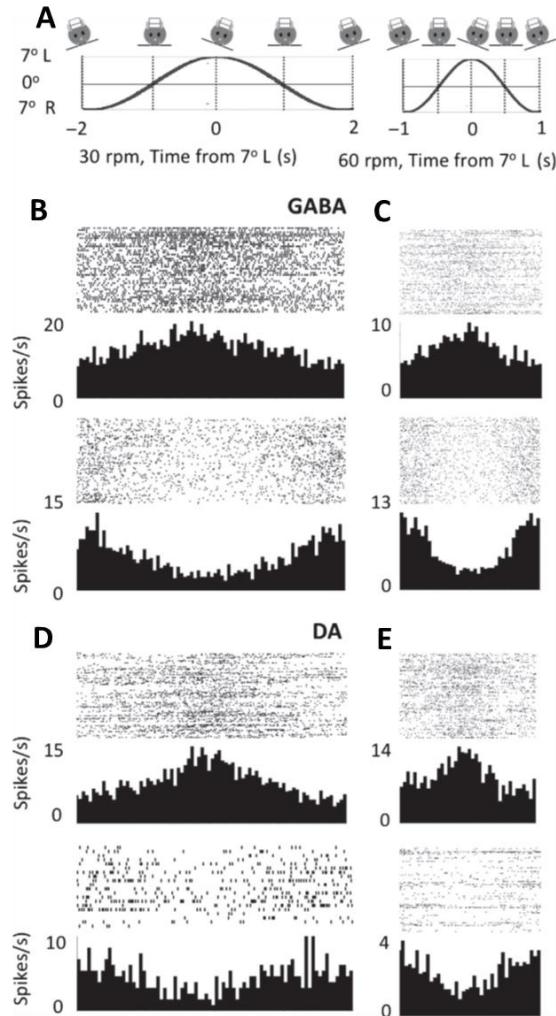 A
7° L
0°
7° R
−2 0 2 −1 0 1
30 rpm, Time from 7° L (s) 60 rpm, Time from 7° L (s)
B GABA C
20 10
Spikes/s
0 0
15 13
Spikes/s
0 0
D DA E
15 14
Spikes/s
0 0
10 4
Spikes/s
0 0